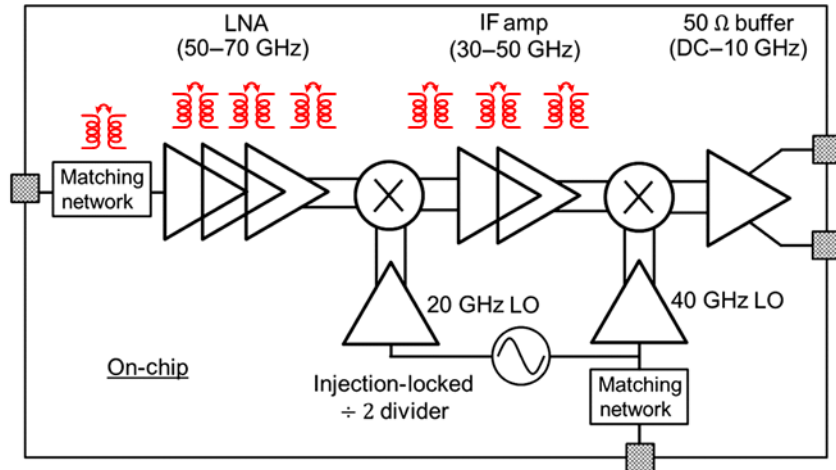 LNA
(50–70 GHz)
IF amp
(30–50 GHz)
50 Ω buffer
(DC–10 GHz)
Matching
network
20 GHz LO
40 GHz LO
On-chip
Injection-locked
÷ 2 divider
Matching
network